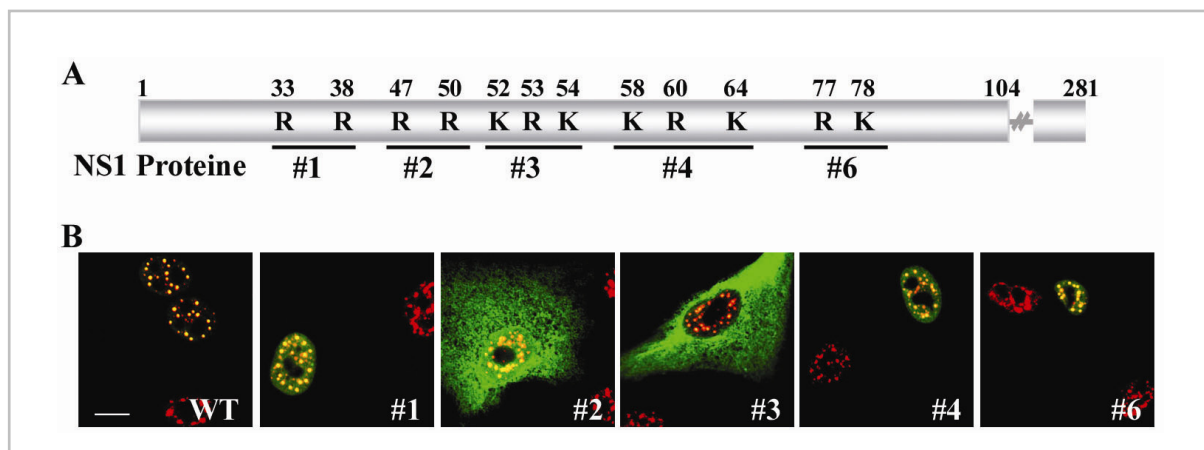 A
1 33 38 47 50 52 53 54 58 60 64 77 78 104 281
R R R R K R K K R K R K
NS1 Proteine #1 #2 #3 #4 #6
B
WT #1 #2 #3 #4 #6